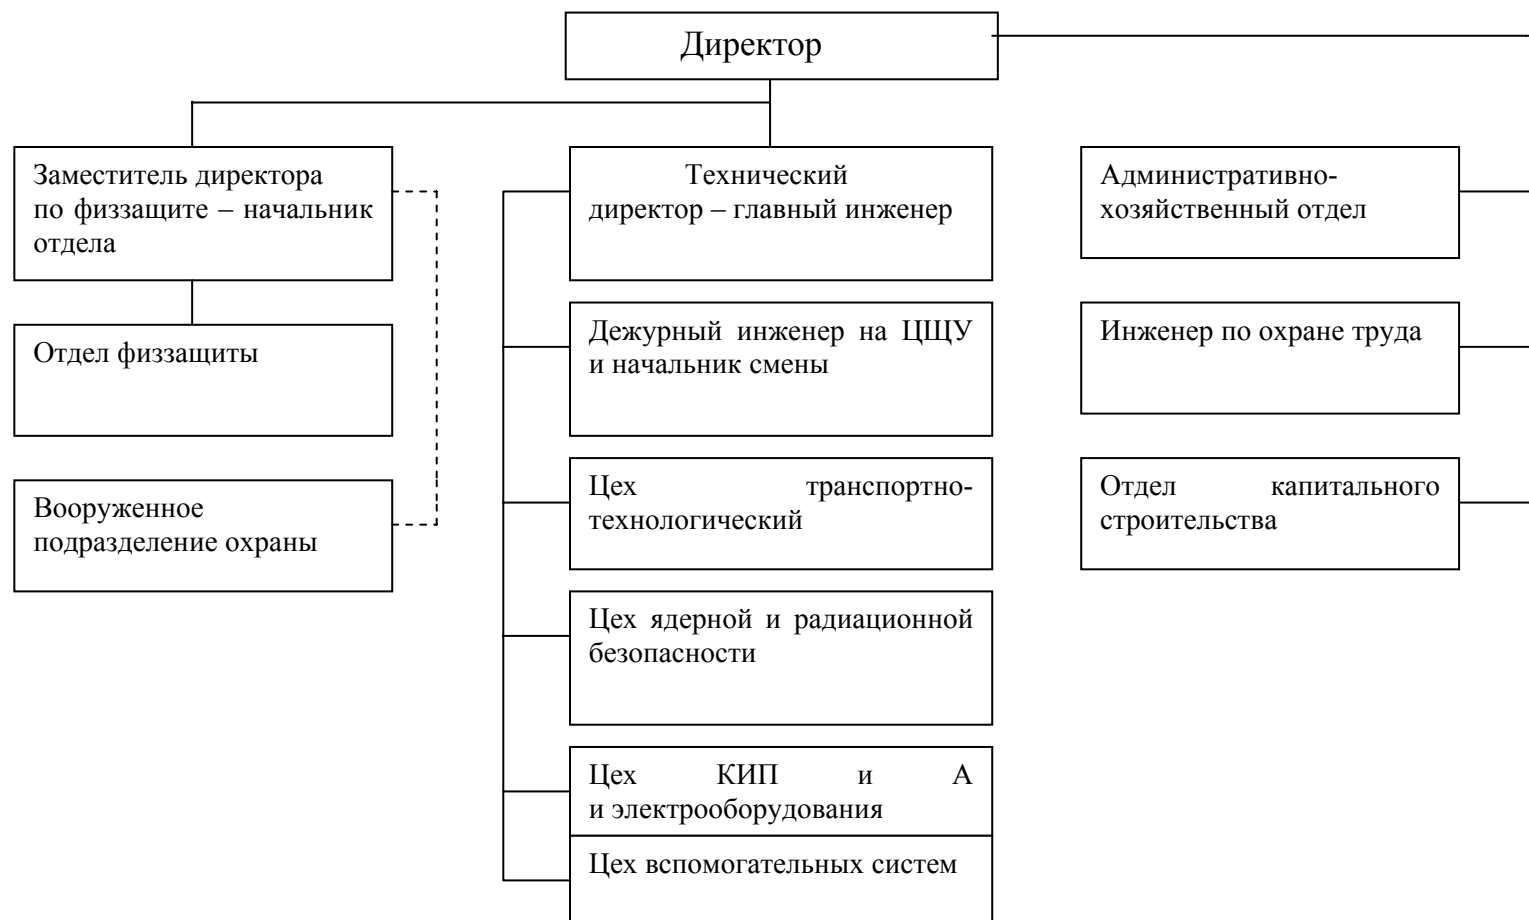 Директор
Заместитель директора
по физзащите – начальник
отдела
Отдел физзащиты
Вооруженное
подразделение охраны
Технический
директор – главный инженер
Дежурный инженер на ЦЩУ
и начальник смены
Цех транспортно-
технологический
Цех ядерной и радиационной
безопасности
Цех КИП и А
и электрооборудования
Цех вспомогательных систем
Административно-
хозяйственный отдел
Инженер по охране труда
Отдел капитального
строительства